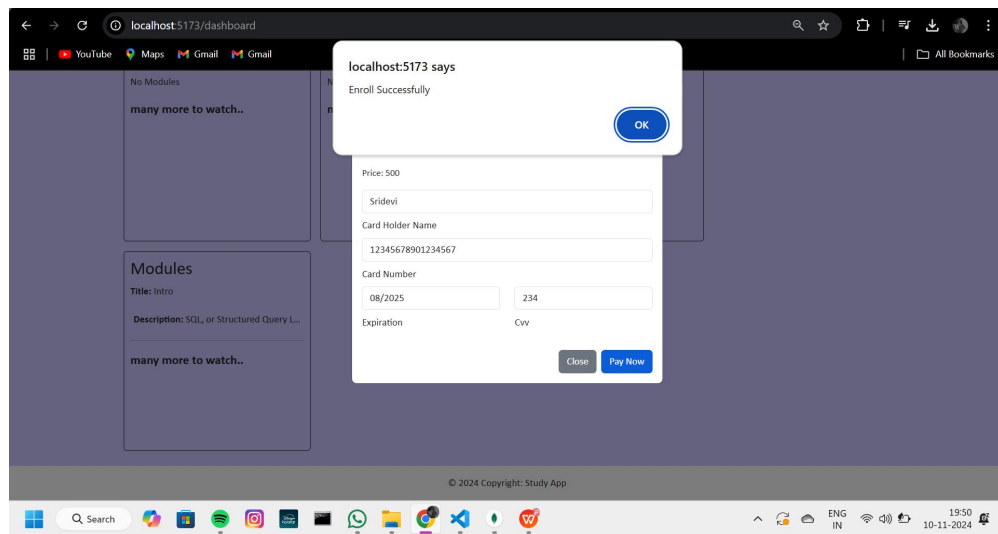 localhost:5173/dashboard
YouTube Maps Gmail Gmail All Bookmarks
localhost:5173 says
Enroll Successfully
OK
No Modules
many more to watch..
Price: 500
Sridevi
Card Holder Name
12345678901234567
Card Number
08/2025 234
Expiration Cvv
Close Pay Now
Modules
Title: Intro
Description: SQL, or Structured Query L...
many more to watch..
© 2024 Copyright: Study App
Search
ENG
IN
19:50
10-11-2024